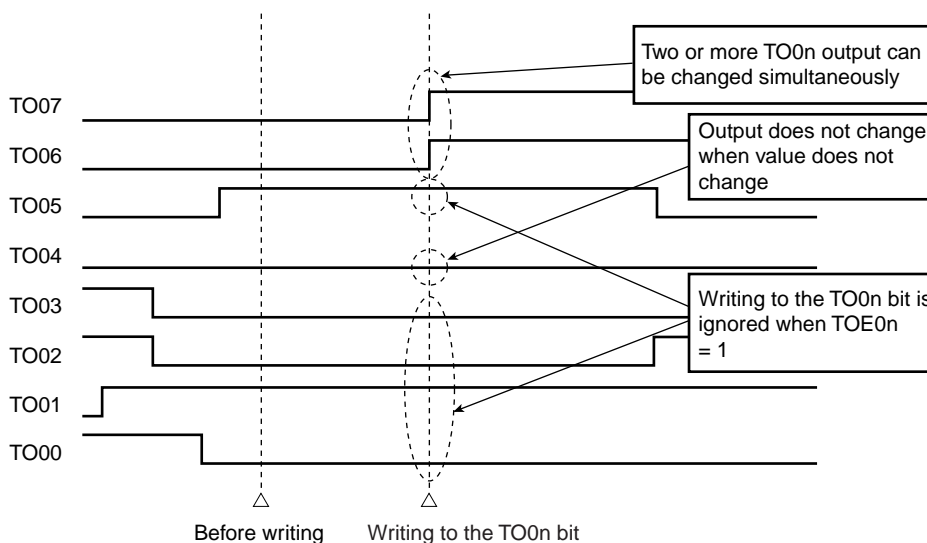 Two or more TO0n output can
be changed simultaneously
TO07
Output does not change
TO06
when value does not
change
TO05
TO04
TO03
Writing to the TO0n bit is
ignored when TOE0n
= 1
TO02
TO01
TO00
Before writing
Writing to the TO0n bit